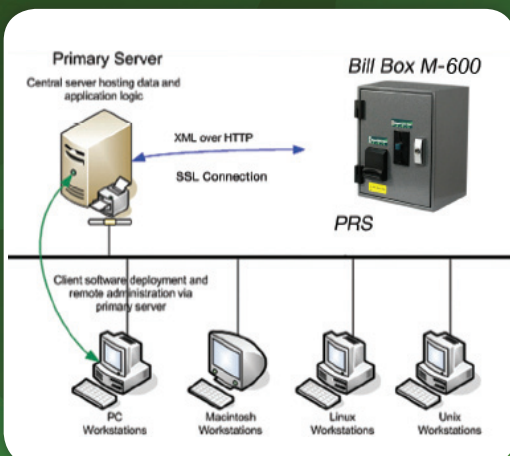 Primary Server
Central server hosting data and
application logic
Bill Box M-600
XML over HTTP
SSL Connection
PRS
Client software deployment and
remote administration via
primary server
PC
Workstations
Macintosh
Workstations
Linux
Workstations
Unix
Workstations